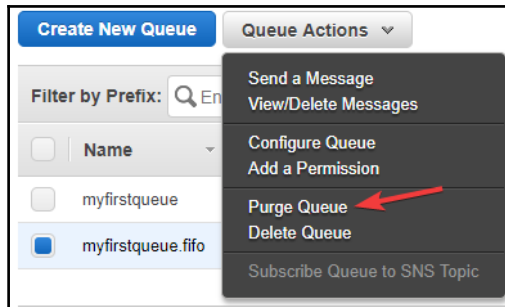 Create New Queue
Queue Actions
Filter by Prefix:
En
Send a Message
View/Delete Messages
Name
Configure Queue
Add a Permission
myfirstqueue
Purge Queue
myfirstqueue.fifo
Delete Queue
Subscribe Queue to SNS Topic